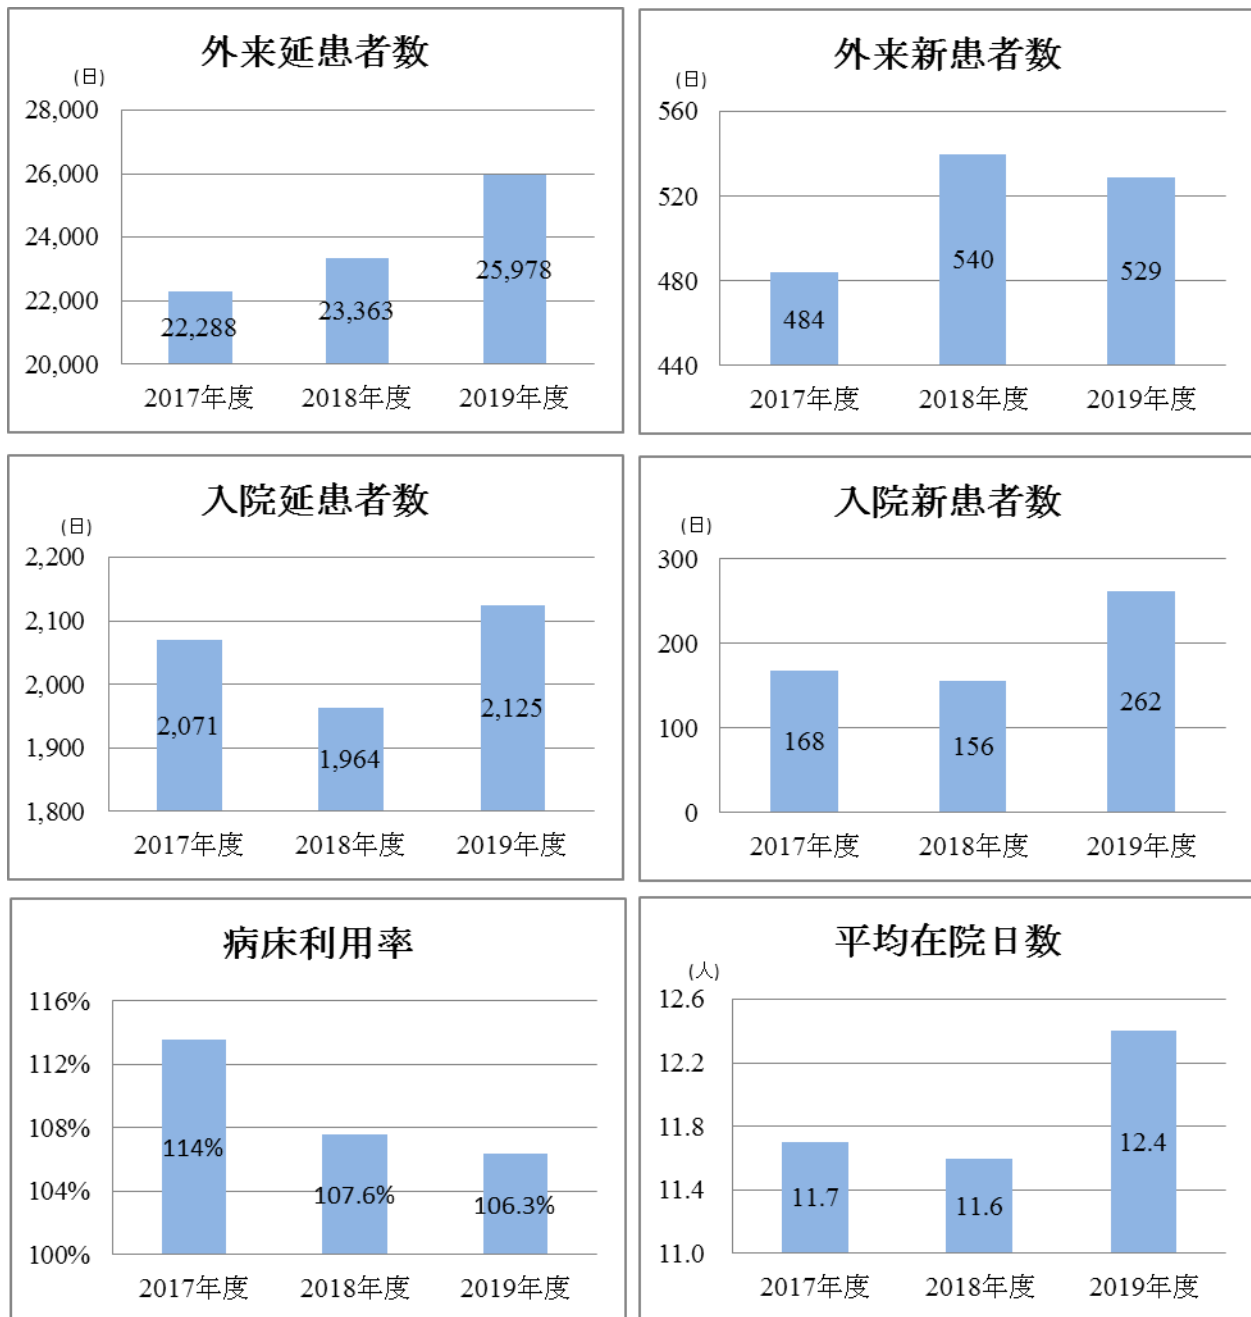 外来延患者数
(日)
28,000
26,000
24,000
22,000
20,000
22,288
23,363
25,978
2017年度
2018年度
2019年度
外来新患者数
(日)
560
520
480
440
484
540
529
2017年度
2018年度
2019年度
入院延患者数
(日)
2,200
2,100
2,000
1,900
1,800
2,071
1,964
2,125
2017年度
2018年度
2019年度
入院新患者数
(日)
300
200
100
0
168
156
262
2017年度
2018年度
2019年度
病床利用率
116%
112%
108%
104%
100%
114%
107.6%
106.3%
2017年度
2018年度
2019年度
平均在院日数
(人)
12.6
12.2
11.8
11.4
11.0
11.7
11.6
12.4
2017年度
2018年度
2019年度